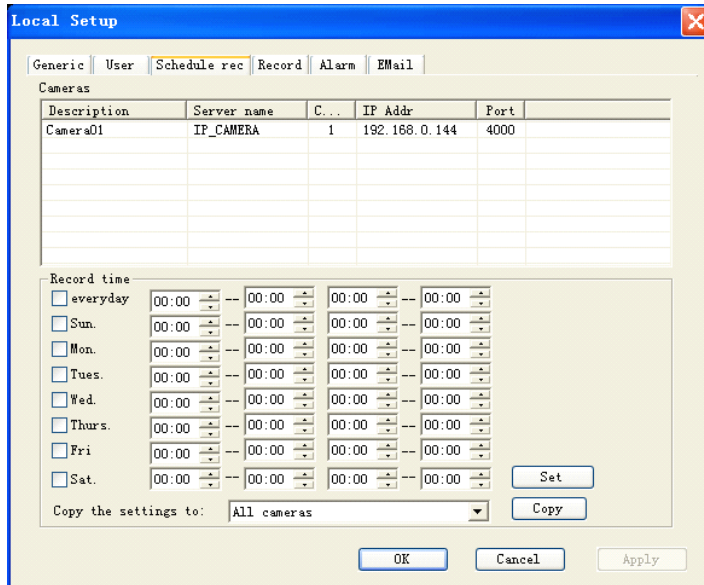 Local Setup
Generic User Schedule rec Record Alarm EMail
Cameras
Description Server name C... IP Addr Port
Camera01 IP_CAMERA 1 192.168.0.144 4000
Record time
everyday 00:00 -- 00:00 00:00 -- 00:00
Sun. 00:00 -- 00:00 00:00 -- 00:00
Mon. 00:00 -- 00:00 00:00 -- 00:00
Tues. 00:00 -- 00:00 00:00 -- 00:00
Wed. 00:00 -- 00:00 00:00 -- 00:00
Thurs. 00:00 -- 00:00 00:00 -- 00:00
Fri 00:00 -- 00:00 00:00 -- 00:00
Sat. 00:00 -- 00:00 00:00 -- 00:00 Set
Copy the settings to: All cameras Copy
OK Cancel Apply